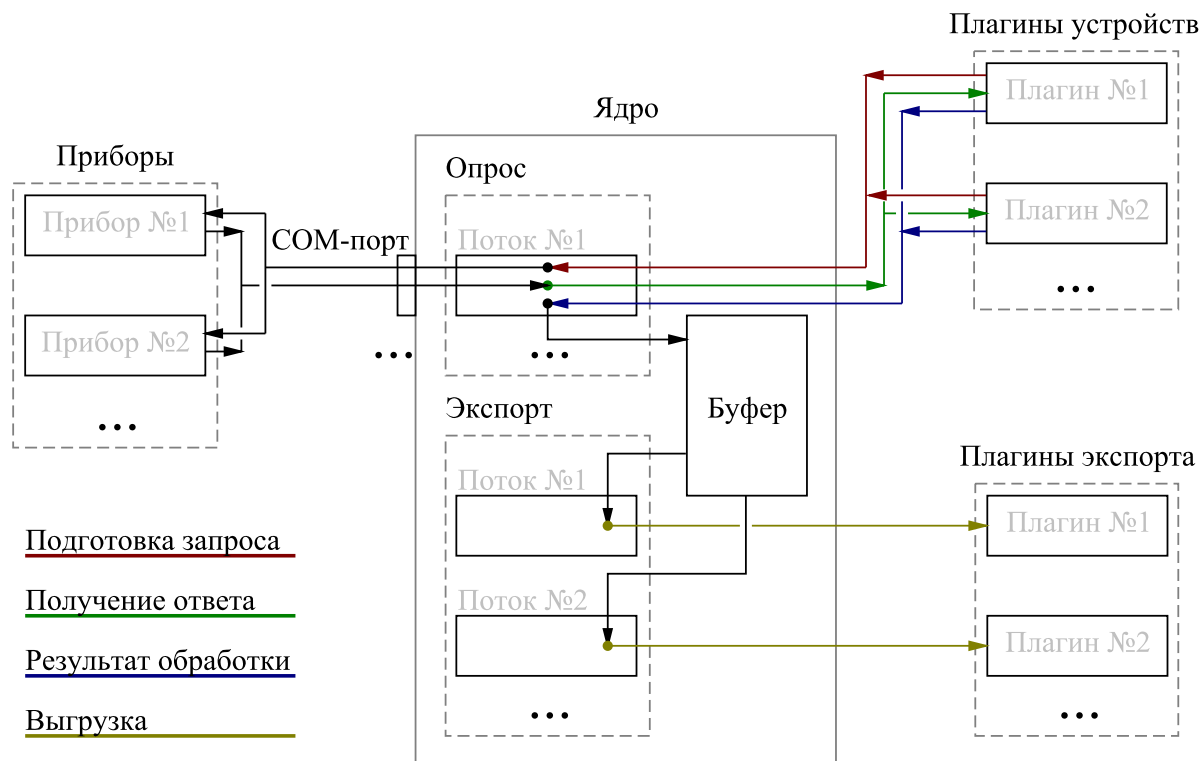 Плагины устройств
Плагин №1
Плагин №2
...
Ядро
Приборы
Прибор №1
Прибор №2
...
COM-порт
...
Опрос
Поток №1
...
Буфер
Экспорт
Поток №1
Поток №2
...
Плагины экспорта
Плагин №1
Плагин №2
...
Подготовка запроса
Получение ответа
Результат обработки
Выгрузка